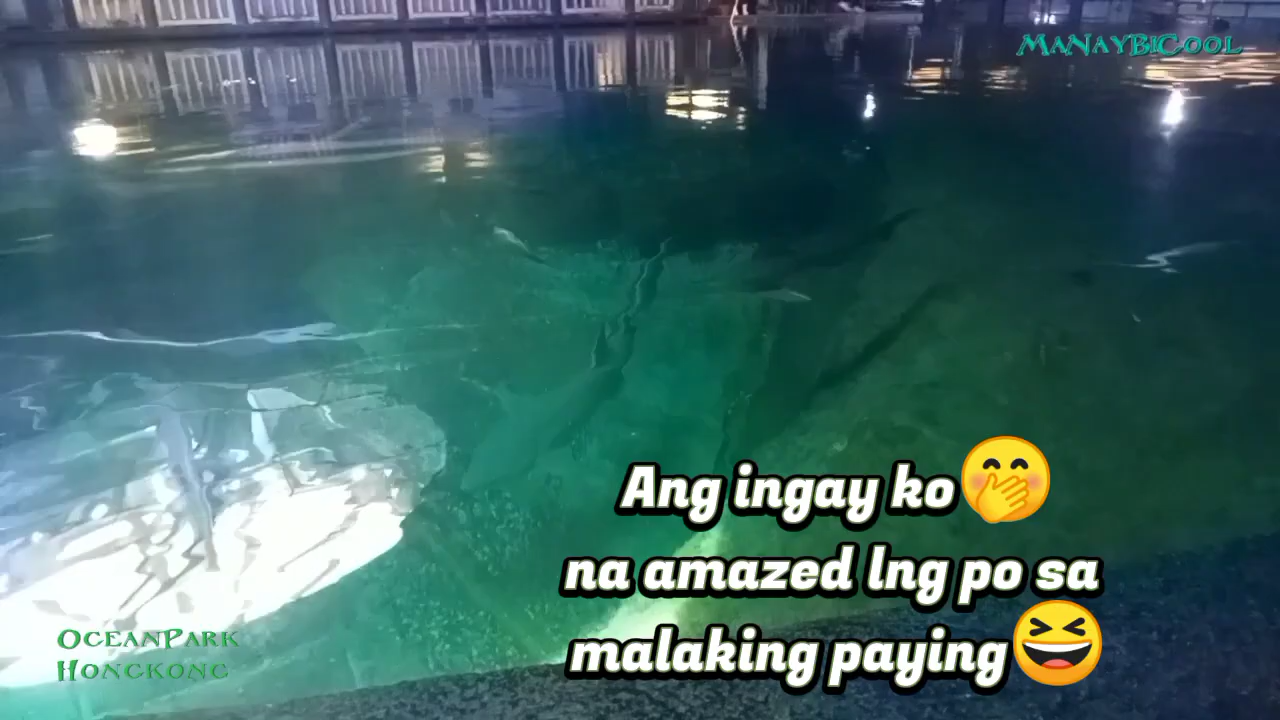 MaNayBiCool
Ang ingay ko🤭
na amazed lng po sa
malaking paying😆
OceanPark
Hongkong